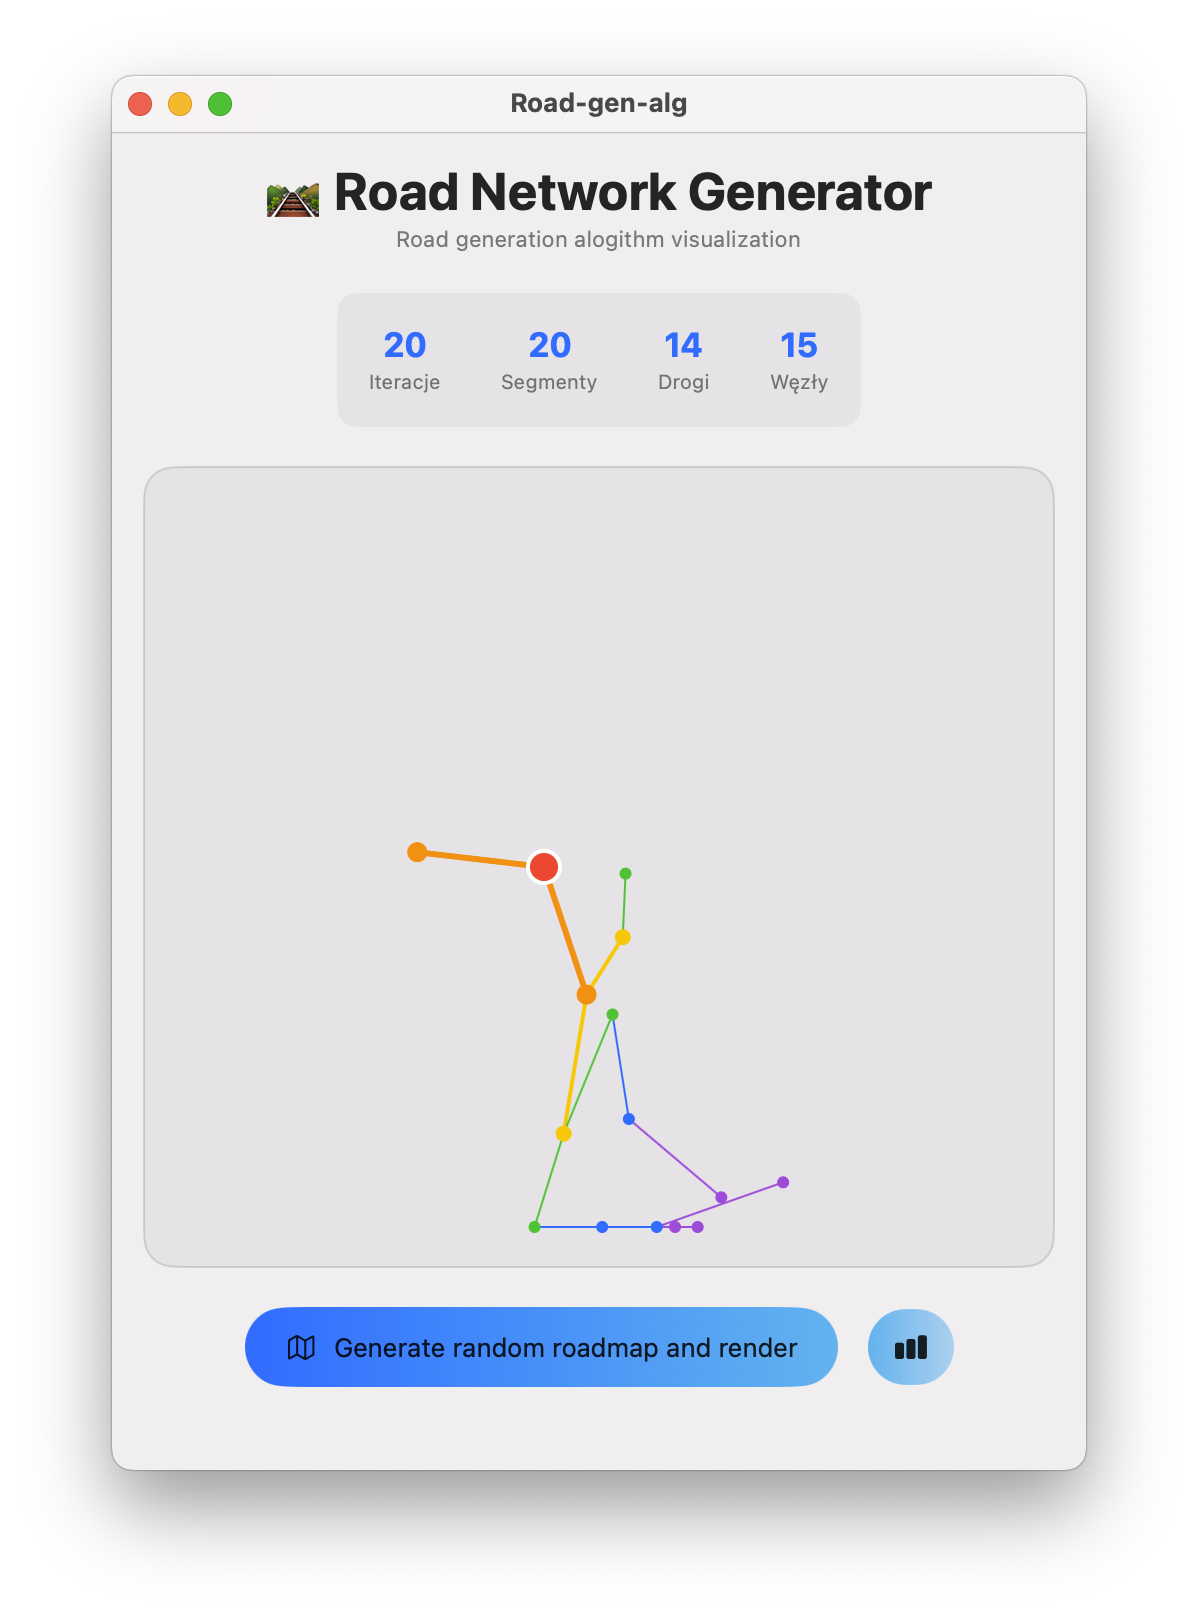 Road-gen-alg
Road Network Generator
Road generation alogithm visualization
20 20 14 15
Iteracje Segmenty Drogi Węzły
Generate random roadmap and render